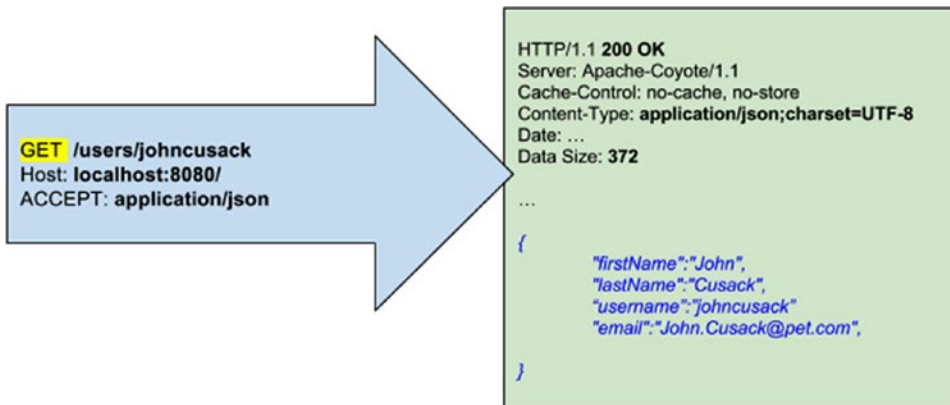 GET /users/johncusack
Host: localhost:8080/
ACCEPT: application/json
HTTP/1.1 200 OK
Server: Apache-Coyote/1.1
Cache-Control: no-cache, no-store
Content-Type: application/json;charset=UTF-8
Date: ...
Data Size: 372
...
{
"firstName":"John",
"lastName":"Cusack",
“username":"johncusack"
"email":"John.Cusack@pet.com",
}